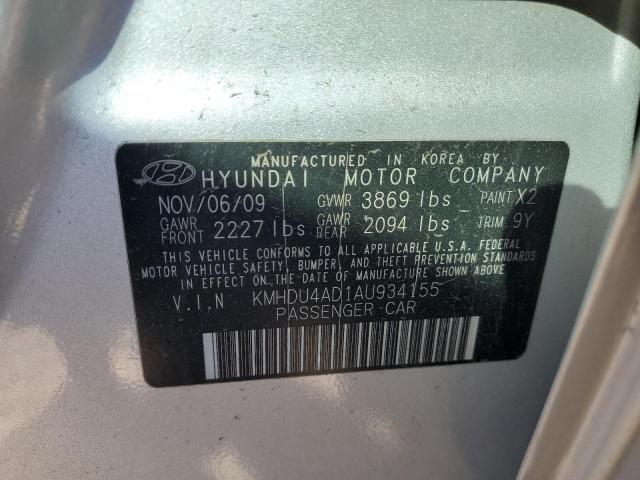 MANUFACTURED IN KOREA BY
HYUNDAI MOTOR COMPANY
NOV/06/09 GVWR 3869 lbs PAINT X2
GAWR FRONT 2227 lbs GAWR REAR 2094 lbs TRIM 9Y
THIS VEHICLE CONFORMS TO ALL APPLICABLE U.S.A. FEDERAL
MOTOR VEHICLE SAFETY, BUMPER, AND THEFT PREVENTION STANDARDS
IN EFFECT ON THE DATE OF MANUFACTURE SHOWN ABOVE.
V.I.N KMHDU4AD1AU934155
PASSENGER CAR